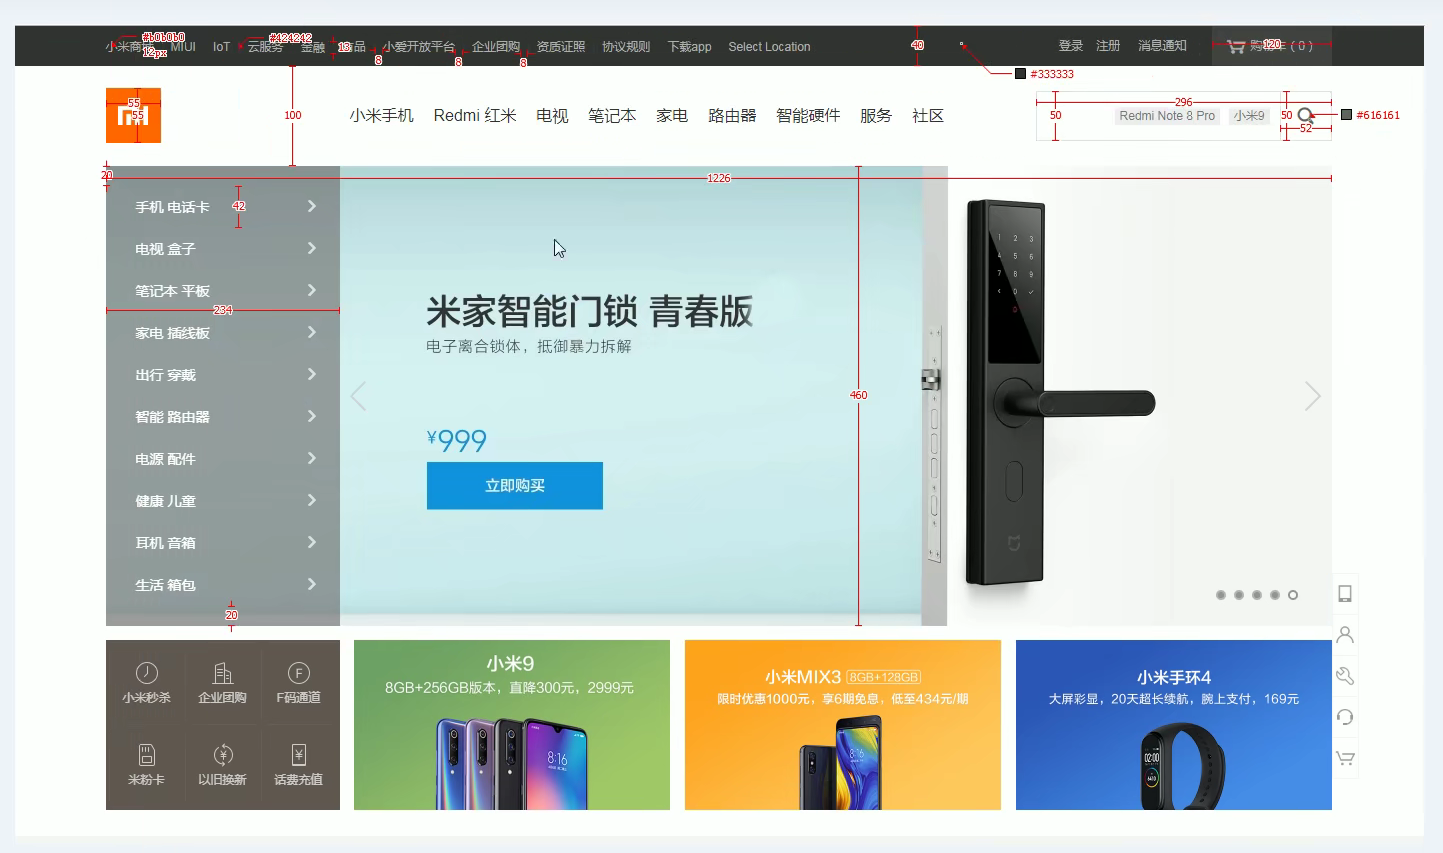 #b0b0b0
12px
小米商城 MIUI IoT 云服务 金融 有品 小爱开放平台 企业团购 资质证照 协议规则 下载app Select Location
#424242
13
8
8
8
40
登录 注册 消息通知 购物车 ( 0 )
120
#333333
55
55
100
小米手机 Redmi 红米 电视 笔记本 家电 路由器 智能硬件 服务 社区
296
50
Redmi Note 8 Pro 小米9
50
52
#616161
20
1226
手机 电话卡
42
电视 盒子
笔记本 平板
234
家电 插线板
出行 穿戴
智能 路由器
电源 配件
健康 儿童
耳机 音箱
生活 箱包
20
460
米家智能门锁 青春版
电子离合锁体，抵御暴力拆解
¥999
立即购买
1 2 3
4 5 6
7 8 9
0
小米秒杀 企业团购 F码通道
米粉卡 以旧换新 话费充值
小米9
8GB+256GB版本，直降300元，2999元
8:16
小米MIX3 8GB+128GB
限时优惠1000元，享6期免息，低至434元/期
8:16
小米手环4
大屏彩显，20天超长续航，腕上支付，169元
02:00